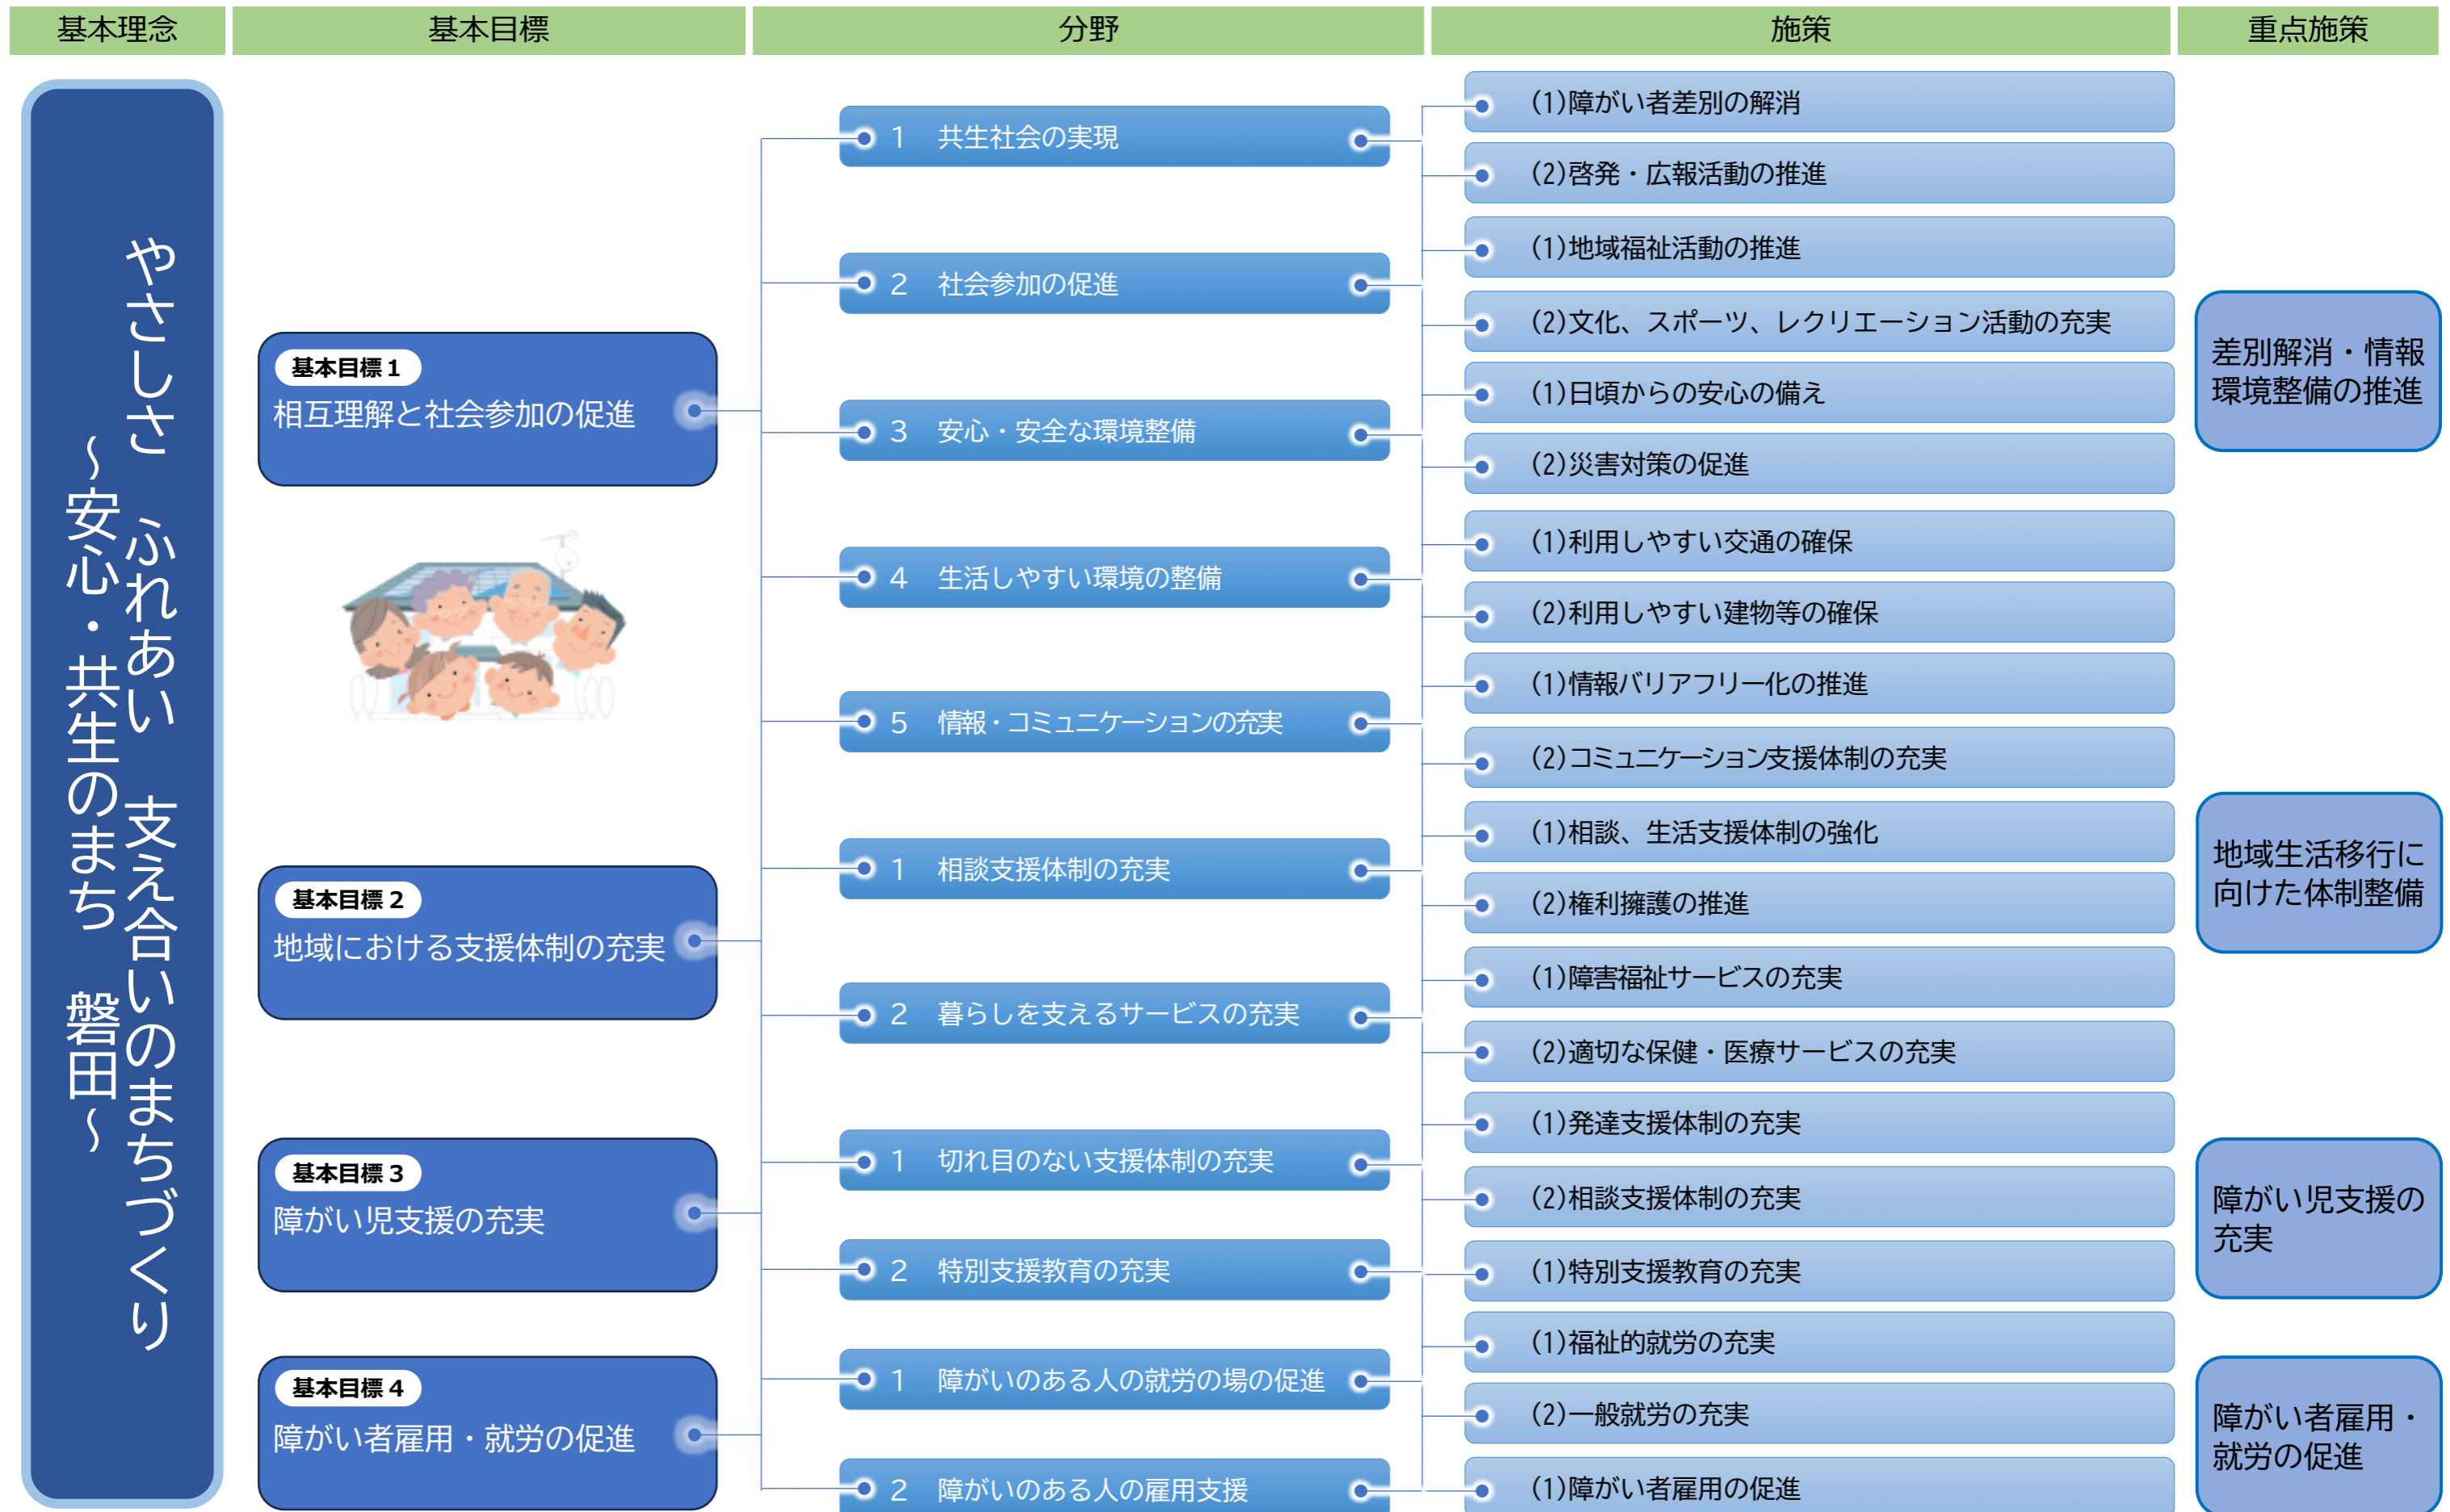 基本理念
基本目標
分野
施策
重点施策
やさしさ　ふれあい　支え合いのまちづくり
～安心・共生のまち　磐田～
基本目標１
相互理解と社会参加の促進
基本目標２
地域における支援体制の充実
基本目標３
障がい児支援の充実
基本目標４
障がい者雇用・就労の促進
１　共生社会の実現
２　社会参加の促進
３　安心・安全な環境整備
４　生活しやすい環境の整備
５　情報・コミュニケーションの充実
１　相談支援体制の充実
２　暮らしを支えるサービスの充実
１　切れ目のない支援体制の充実
２　特別支援教育の充実
１　障がいのある人の就労の場の促進
２　障がいのある人の雇用支援
(1)障がい者差別の解消
(2)啓発・広報活動の推進
(1)地域福祉活動の推進
(2)文化、スポーツ、レクリエーション活動の充実
(1)日頃からの安心の備え
(2)災害対策の促進
(1)利用しやすい交通の確保
(2)利用しやすい建物等の確保
(1)情報バリアフリー化の推進
(2)コミュニケーション支援体制の充実
(1)相談、生活支援体制の強化
(2)権利擁護の推進
(1)障害福祉サービスの充実
(2)適切な保健・医療サービスの充実
(1)発達支援体制の充実
(2)相談支援体制の充実
(1)特別支援教育の充実
(1)福祉的就労の充実
(2)一般就労の充実
(1)障がい者雇用の促進
差別解消・情報
環境整備の推進
地域生活移行に
向けた体制整備
障がい児支援の
充実
障がい者雇用・
就労の促進